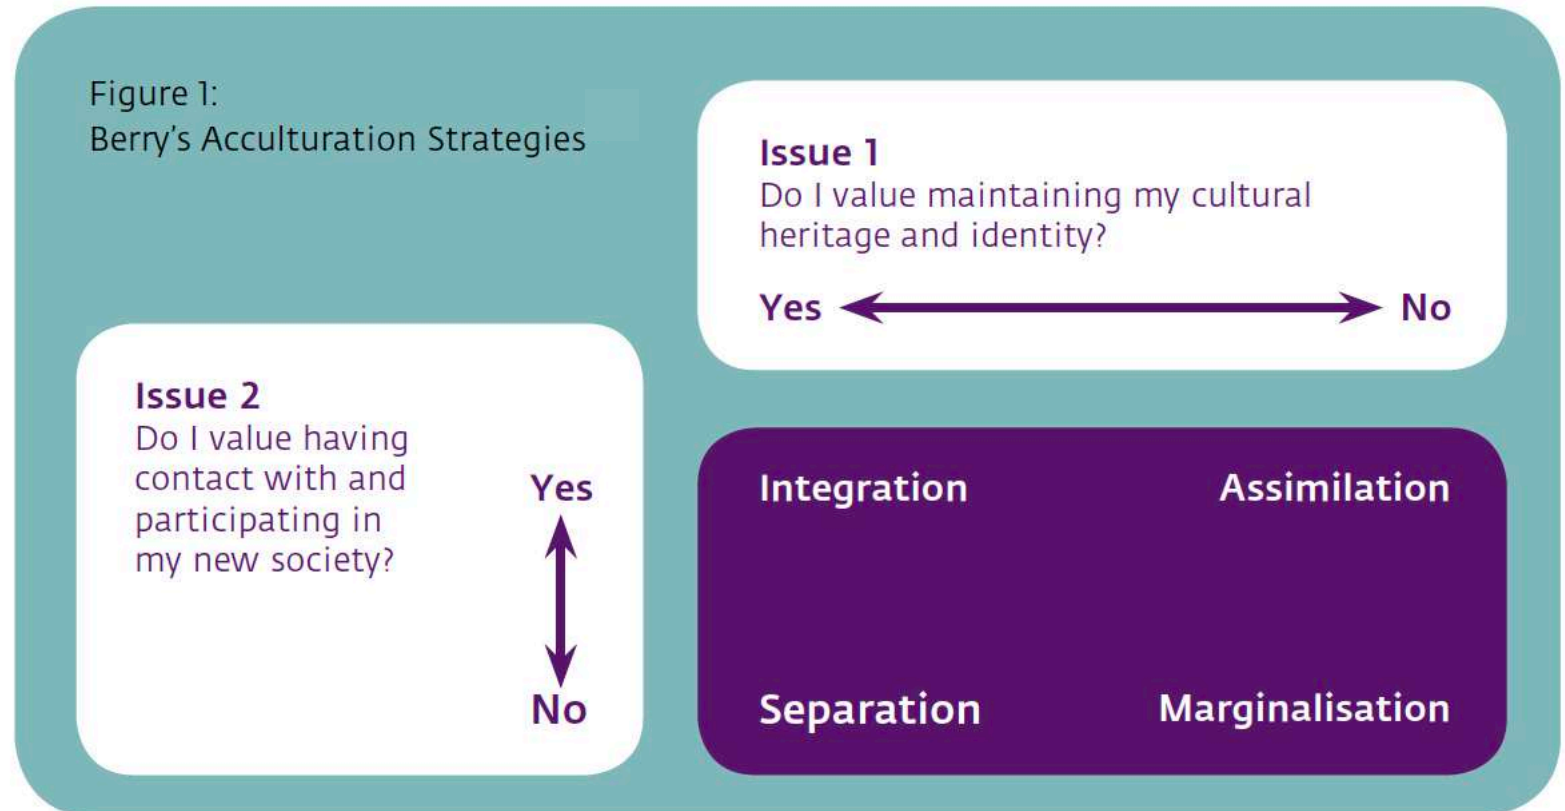 Figure 1:
Berry's Acculturation Strategies
Issue 1
Do I value maintaining my cultural
heritage and identity?
Yes No
Issue 2
Do I value having
contact with and
participating in
my new society?
Yes
No
Integration Assimilation
Separation Marginalisation